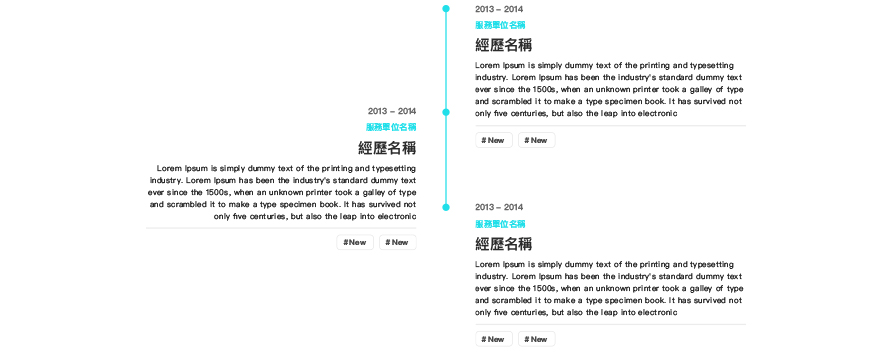 2013 – 2014
服務單位名稱
經歷名稱
Lorem Ipsum is simply dummy text of the printing and typesetting
industry. Lorem Ipsum has been the industry's standard dummy text
ever since the 1500s, when an unknown printer took a galley of type
and scrambled it to make a type specimen book. It has survived not
only five centuries, but also the leap into electronic
# New # New
2013 – 2014
服務單位名稱
經歷名稱
Lorem Ipsum is simply dummy text of the printing and typesetting
industry. Lorem Ipsum has been the industry's standard dummy text
ever since the 1500s, when an unknown printer took a galley of type
and scrambled it to make a type specimen book. It has survived not
only five centuries, but also the leap into electronic
#New # New
2013 – 2014
服務單位名稱
經歷名稱
Lorem Ipsum is simply dummy text of the printing and typesetting
industry. Lorem Ipsum has been the industry's standard dummy text
ever since the 1500s, when an unknown printer took a galley of type
and scrambled it to make a type specimen book. It has survived not
only five centuries, but also the leap into electronic
# New # New